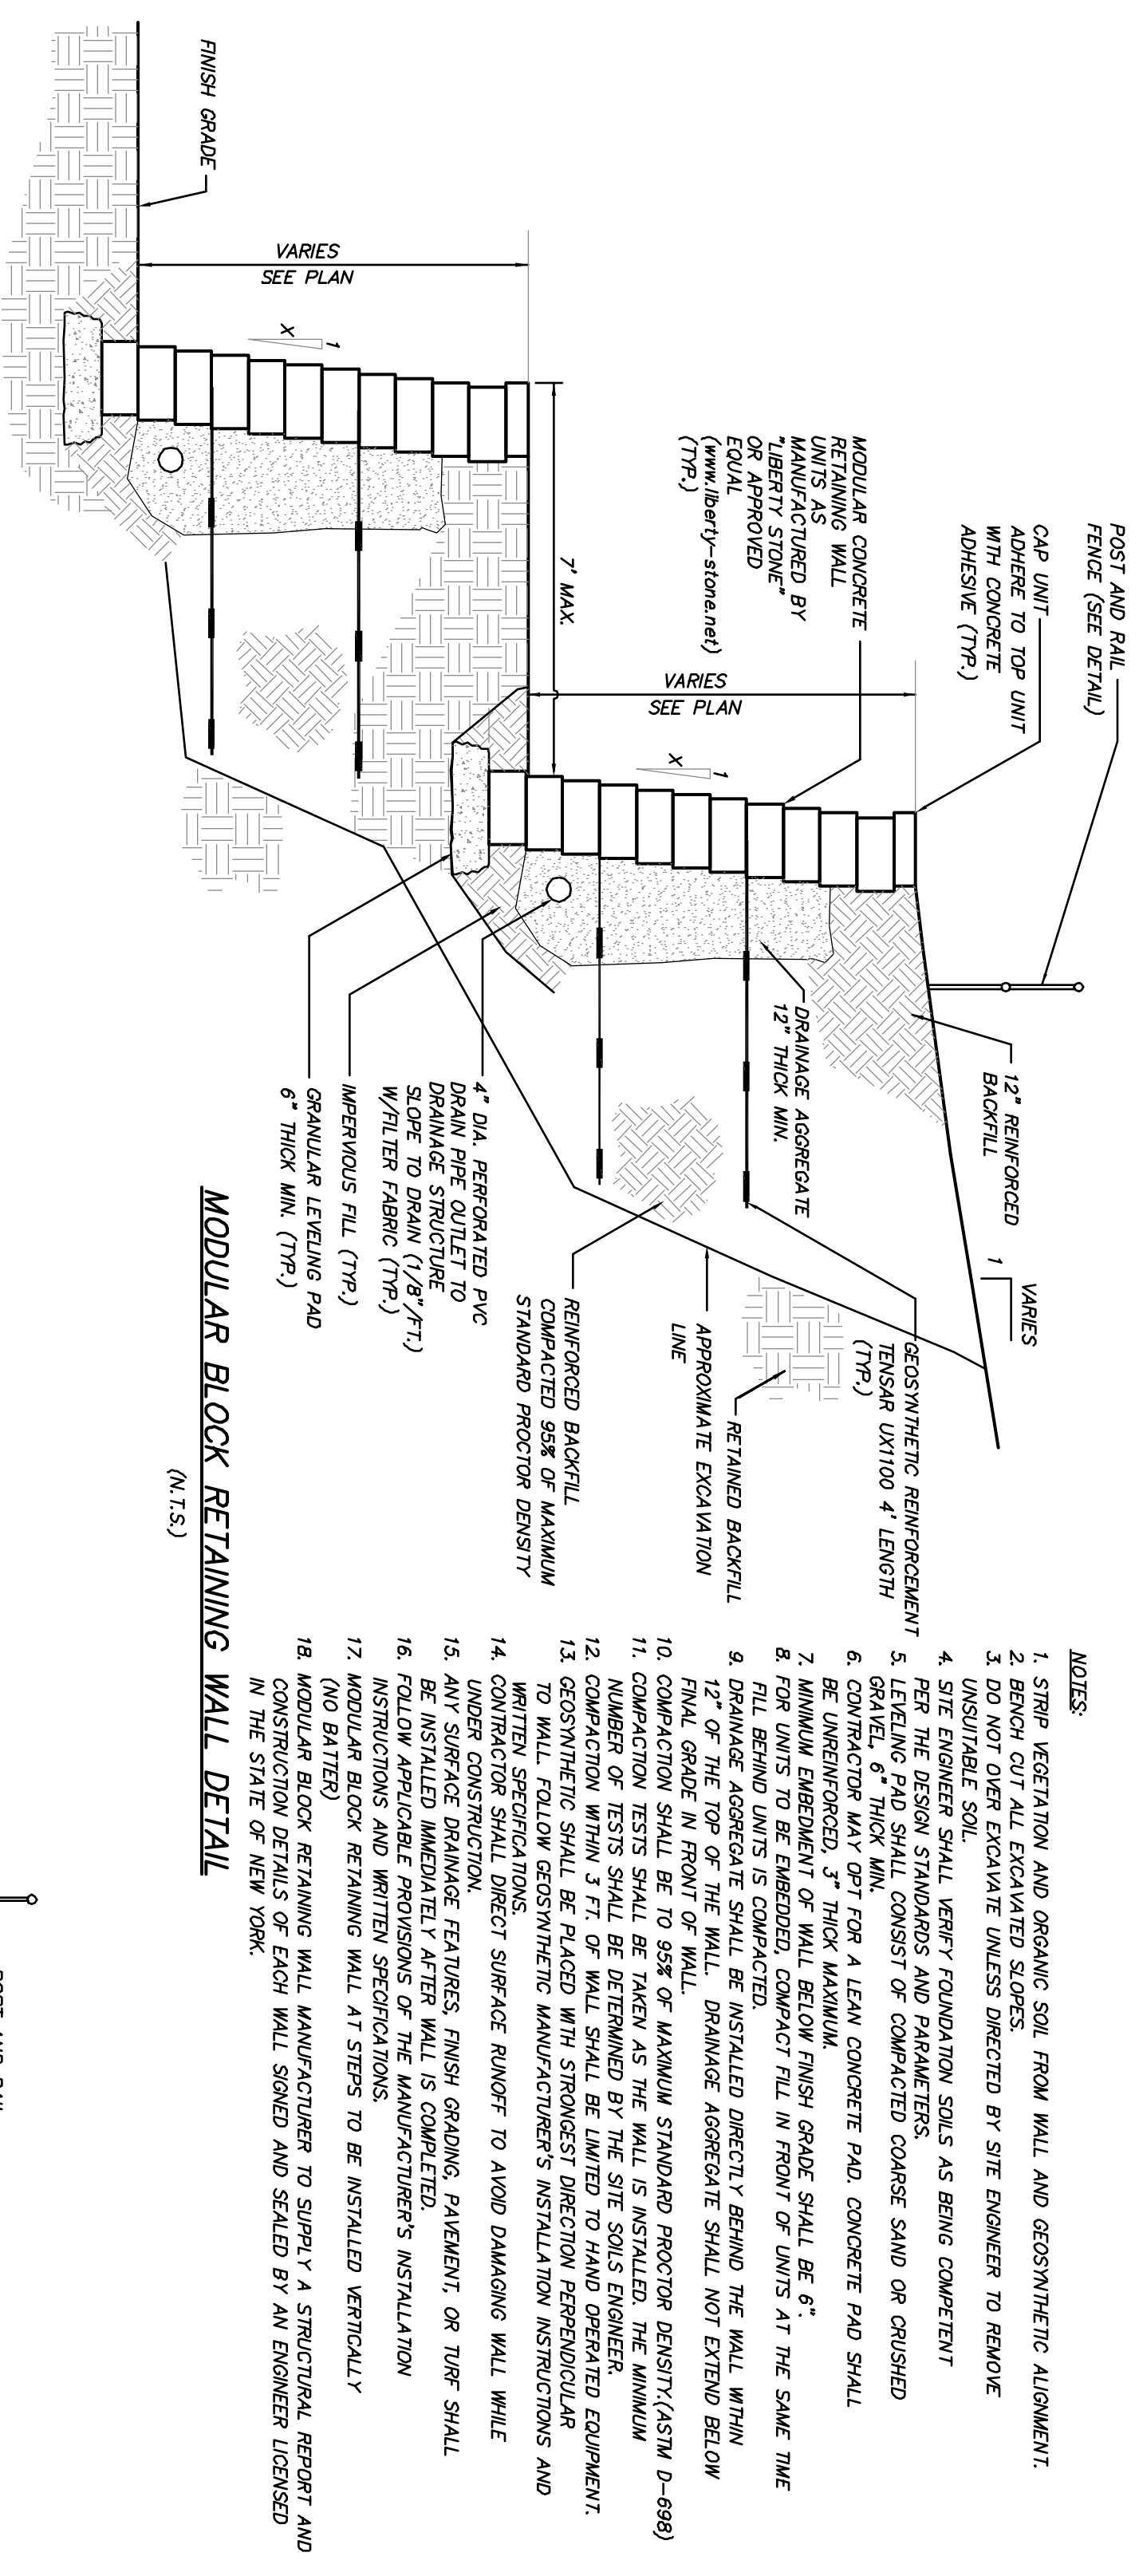 POST AND RAIL
FENCE (SEE DETAIL)
CAP UNIT
ADHERE TO TOP UNIT
WITH CONCRETE
ADHESIVE (TYP.)
MODULAR CONCRETE
RETAINING WALL
UNITS AS
MANUFACTURED BY
"LIBERTY STONE"
OR APPROVED
EQUAL
(www.liberty-stone.net)
(TYP.)
VARIES
SEE PLAN
1
X
7' MAX.
VARIES
SEE PLAN
1
X
FINISH GRADE
12" REINFORCED
BACKFILL
VARIES
1
DRAINAGE AGGREGATE
12" THICK MIN.
GEOSYNTHETIC REINFORCEMENT
TENSAR UX1100 4' LENGTH
(TYP.)
RETAINED BACKFILL
APPROXIMATE EXCAVATION
LINE
REINFORCED BACKFILL
COMPACTED 95% OF MAXIMUM
STANDARD PROCTOR DENSITY
4" DIA. PERFORATED PVC
DRAIN PIPE OUTLET TO
DRAINAGE STRUCTURE
SLOPE TO DRAIN (1/8"/FT.)
W/FILTER FABRIC (TYP.)
IMPERVIOUS FILL (TYP.)
GRANULAR LEVELING PAD
6" THICK MIN. (TYP.)
MODULAR BLOCK RETAINING WALL DETAIL
(N.T.S.)
NOTES:
1. STRIP VEGETATION AND ORGANIC SOIL FROM WALL AND GEOSYNTHETIC ALIGNMENT.
2. BENCH CUT ALL EXCAVATED SLOPES.
3. DO NOT OVER EXCAVATE UNLESS DIRECTED BY SITE ENGINEER TO REMOVE
UNSUITABLE SOIL.
4. SITE ENGINEER SHALL VERIFY FOUNDATION SOILS AS BEING COMPETENT
PER THE DESIGN STANDARDS AND PARAMETERS.
5. LEVELING PAD SHALL CONSIST OF COMPACTED COARSE SAND OR CRUSHED
GRAVEL, 6" THICK MIN.
6. CONTRACTOR MAY OPT FOR A LEAN CONCRETE PAD. CONCRETE PAD SHALL
BE UNREINFORCED, 3" THICK MAXIMUM.
7. MINIMUM EMBEDMENT OF WALL BELOW FINISH GRADE SHALL BE 6".
8. FOR UNITS TO BE EMBEDDED, COMPACT FILL IN FRONT OF UNITS AT THE SAME TIME
FILL BEHIND UNITS IS COMPACTED.
9. DRAINAGE AGGREGATE SHALL BE INSTALLED DIRECTLY BEHIND THE WALL WITHIN
12" OF THE TOP OF THE WALL. DRAINAGE AGGREGATE SHALL NOT EXTEND BELOW
FINAL GRADE IN FRONT OF WALL.
10. COMPACTION SHALL BE TO 95% OF MAXIMUM STANDARD PROCTOR DENSITY.(ASTM D-698)
11. COMPACTION TESTS SHALL BE TAKEN AS THE WALL IS INSTALLED. THE MINIMUM
NUMBER OF TESTS SHALL BE DETERMINED BY THE SITE SOILS ENGINEER.
12. COMPACTION WITHIN 3 FT. OF WALL SHALL BE LIMITED TO HAND OPERATED EQUIPMENT.
13. GEOSYNTHETIC SHALL BE PLACED WITH STRONGEST DIRECTION PERPENDICULAR
TO WALL. FOLLOW GEOSYNTHETIC MANUFACTURER'S INSTALLATION INSTRUCTIONS AND
WRITTEN SPECIFICATIONS.
14. CONTRACTOR SHALL DIRECT SURFACE RUNOFF TO AVOID DAMAGING WALL WHILE
UNDER CONSTRUCTION.
15. ANY SURFACE DRAINAGE FEATURES, FINISH GRADING, PAVEMENT, OR TURF SHALL
BE INSTALLED IMMEDIATELY AFTER WALL IS COMPLETED.
16. FOLLOW APPLICABLE PROVISIONS OF THE MANUFACTURER'S INSTALLATION
INSTRUCTIONS AND WRITTEN SPECIFICATIONS.
17. MODULAR BLOCK RETAINING WALL AT STEPS TO BE INSTALLED VERTICALLY
(NO BATTER)
18. MODULAR BLOCK RETAINING WALL MANUFACTURER TO SUPPLY A STRUCTURAL REPORT AND
CONSTRUCTION DETAILS OF EACH WALL SIGNED AND SEALED BY AN ENGINEER LICENSED
IN THE STATE OF NEW YORK.